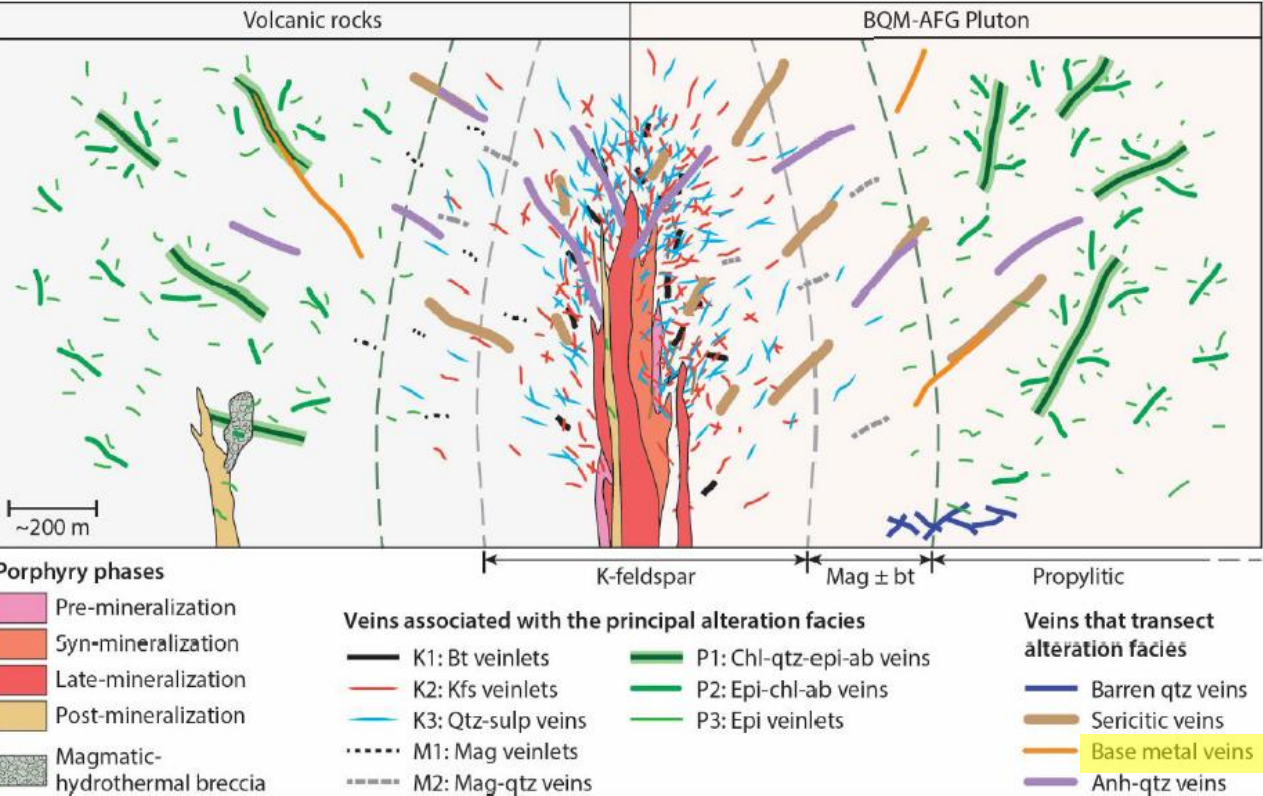 Volcanic rocks
BQM-AFG Pluton
~200 m
K-feldspar
Mag ± bt
Propylitic
Porphyry phases
Pre-mineralization
Syn-mineralization
Late-mineralization
Post-mineralization
Magmatic-
hydrothermal breccia
Veins associated with the principal alteration facies
K1: Bt veinlets
K2: Kfs veinlets
K3: Qtz-sulp veins
M1: Mag veinlets
M2: Mag-qtz veins
P1: Chl-qtz-epi-ab veins
P2: Epi-chl-ab veins
P3: Epi veinlets
Veins that transect
alteration facies
Barren qtz veins
Sericitic veins
Base metal veins
Anh-qtz veins